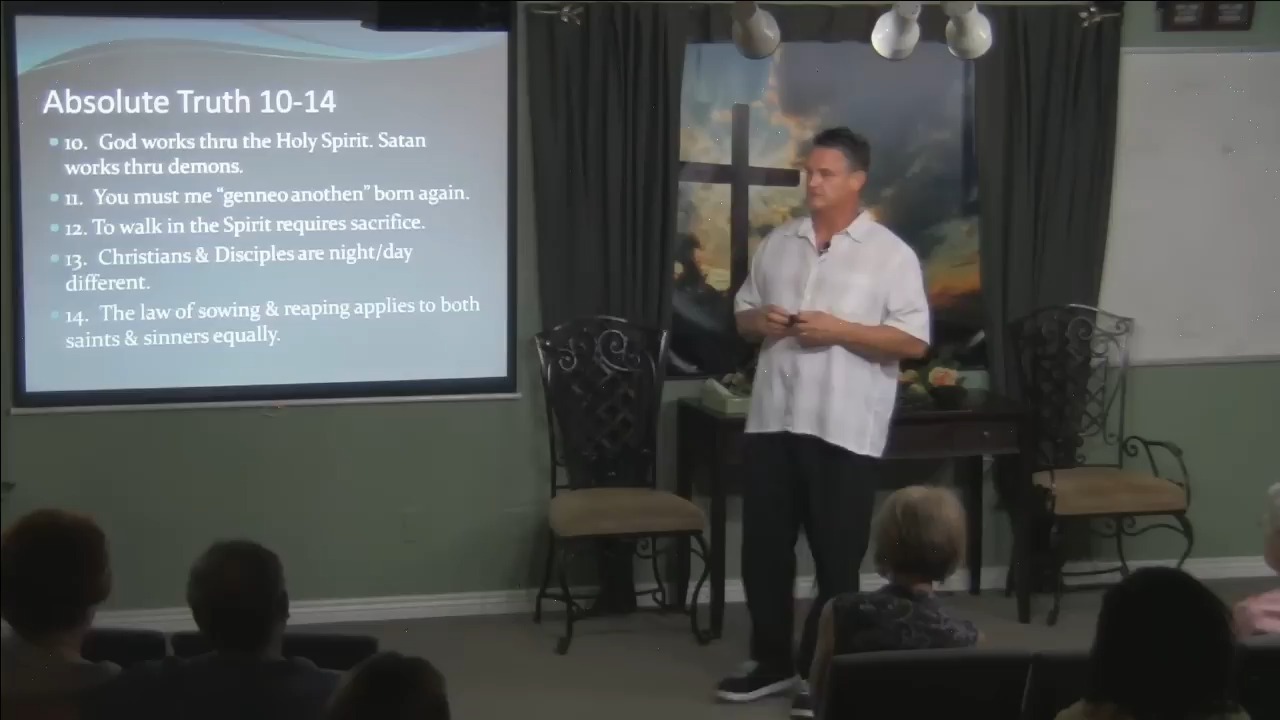 Absolute Truth 10-14
10. God works thru the Holy Spirit. Satan
works thru demons.
11. You must me “genneo anothen” born again.
12. To walk in the Spirit requires sacrifice.
13. Christians & Disciples are night/day
different.
14. The law of sowing & reaping applies to both
saints & sinners equally.